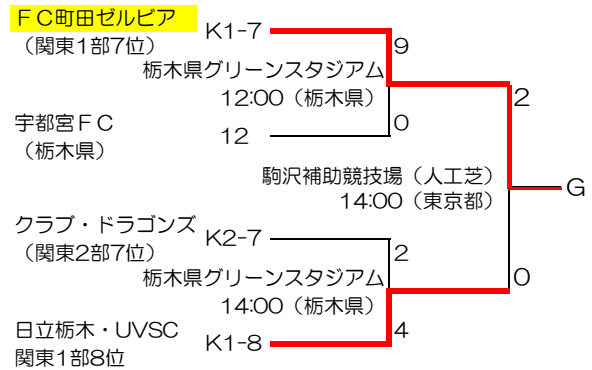 ＦＣ町田ゼルビア
（関東1部7位）
K1-7
9
栃木県グリーンスタジアム
12:00（栃木県）
2
宇都宮ＦＣ
（栃木県）
12
0
駒沢補助競技場（人工芝）
14:00（東京都）
G
クラブ・ドラゴンズ
（関東2部7位）
K2-7
2
栃木県グリーンスタジアム
14:00（栃木県）
0
日立栃木・UVSC
関東1部8位
K1-8
4